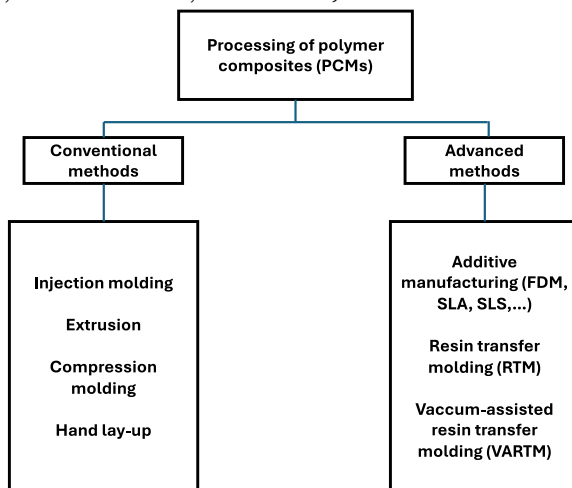 Processing of polymer
composites (PCMs)
Conventional
methods
Advanced
methods
Injection molding
Extrusion
Compression
molding
Hand lay-up
Additive
manufacturing (FDM,
SLA, SLS,...)
Resin transfer
molding (RTM)
Vaccum-assisted
resin transfer
molding (VARTM)